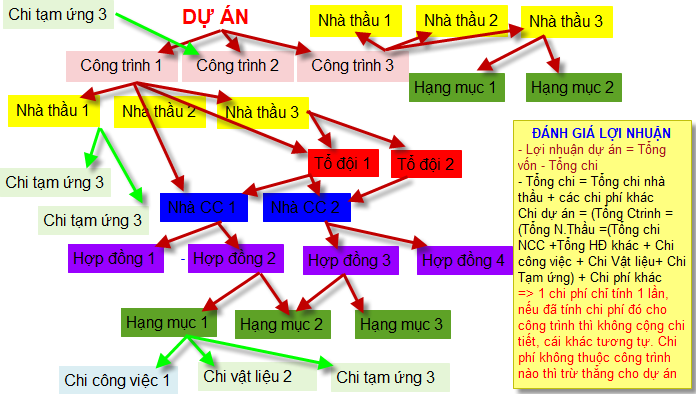 Chi tạm ứng 3
DỰ ÁN
Nhà thầu 1
Nhà thầu 2
Nhà thầu 3
Công trình 1
Công trình 2
Công trình 3
Hạng mục 1
Hạng mục 2
Nhà thầu 1
Nhà thầu 2
Nhà thầu 3
Tổ đội 1
Tổ đôi 2
Chi tạm ứng 3
Chi tạm ứng 3
Nhà CC 1
Nhà CC 2
Hợp đồng 1
- Hơp đồng 2
Hợp đồng 3
Hợp đồng 4
Hạng mục 1
Hạng mục 2
Hạng mục 3
Chi công việc 1
Chi vật liệu 2
Chi tạm ứng 3
ĐÁNH GIÁ LỢI NHUẬN
- Lợi nhuận dự án = Tổng
vốn - Tổng chi
- Tổng chi = Tổng chi nhà
thầu + các chi phí khác
Chi dự án = (Tổng Ctrinh =
(Tổng N.Thầu =(Tổng chi
NCC +Tổng HĐ khác + Chi
công việc + Chi Vật liệu+ Chi
Tạm ứng) + Chi phí khác
=> 1 chi phí chỉ tính 1 lần,
nếu đã tính chi phí đó cho
công trình thì không cộng chi
tiết, cái khác tương tự. Chi
phí không thuộc công trình
nào thì trừ thẳng cho dự án